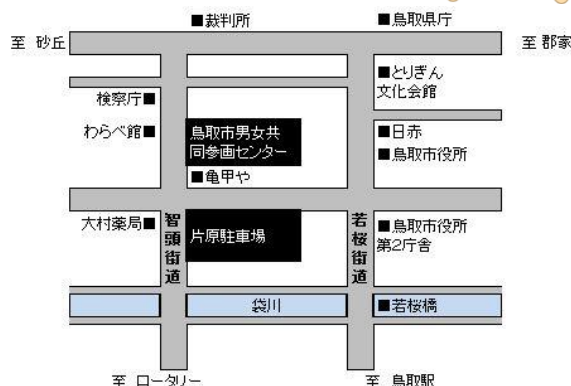 ■裁判所
■鳥取県庁
至 砂丘
至 郡家
■とりぎん
文化会館
検察庁■
わらべ館■
鳥取市男女共
同参画センター
■日赤
■鳥取市役所
■亀甲や
大村薬局■
智頭街道
片原駐車場
若桜街道
■鳥取市役所
第2庁舎
袋川
■若桜橋
至 ロータリー
至 鳥取駅